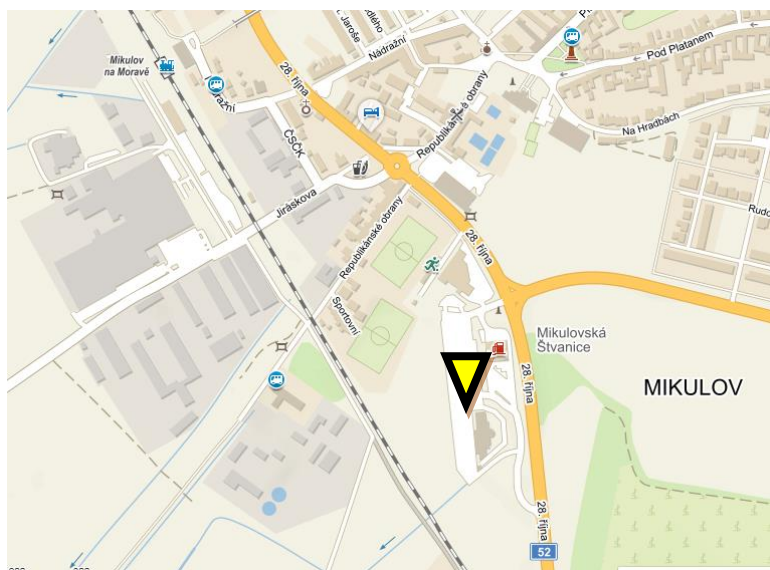 Jaroše
Nádražní
Pod Platanem
Mikulov
na Moravě
28. října
Nádražní
Na Hradbách
ČSČK
Republikánské obrany
Jiráskova
Republikánské obrany
28. října
Sportovní
Mikulovská
Štvanice
28. října
MIKULOV
28. října
52